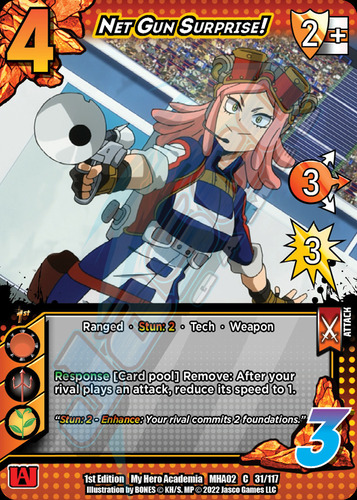 4
NET GUN SURPRISE!
2 +
3
3
1st
Ranged · Stun: 2 · Tech · Weapon
ATTACK
Response [Card pool] Remove: After your
rival plays an attack, reduce its speed to 1.
"Stun: 2 - Enhance: Your rival commits 2 foundations."
3
1st Edition My Hero Academia MHA02 C 31/117
Illustration by BONES © KH/S. MP © 2022 Jasco Games LLC